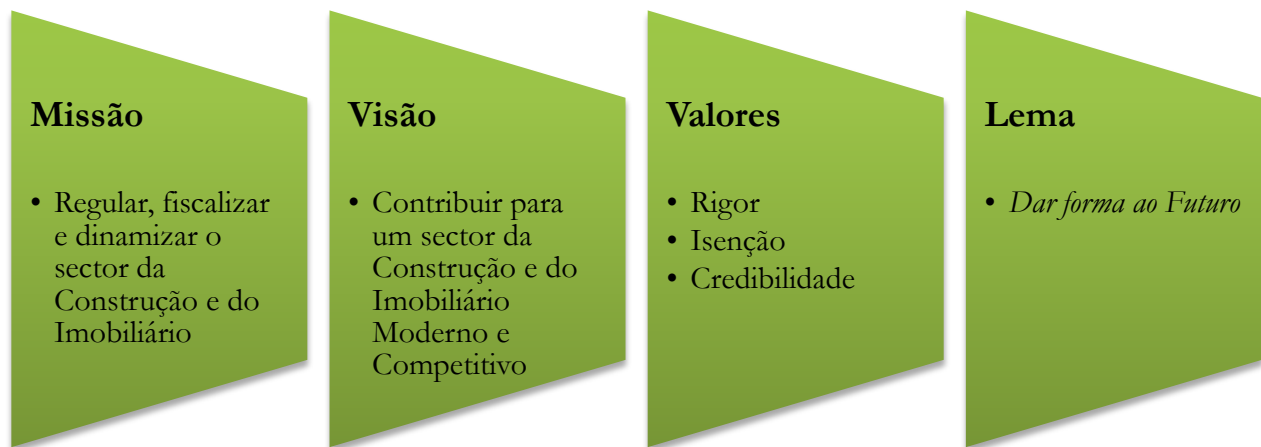 Missão
• Regular, fiscalizar
e dinamizar o
sector da
Construção e do
Imobiliário
Visão
• Contribuir para
um sector da
Construção e do
Imobiliário
Moderno e
Competitivo
Valores
• Rigor
• Isenção
• Credibilidade
Lema
• Dar forma ao Futuro